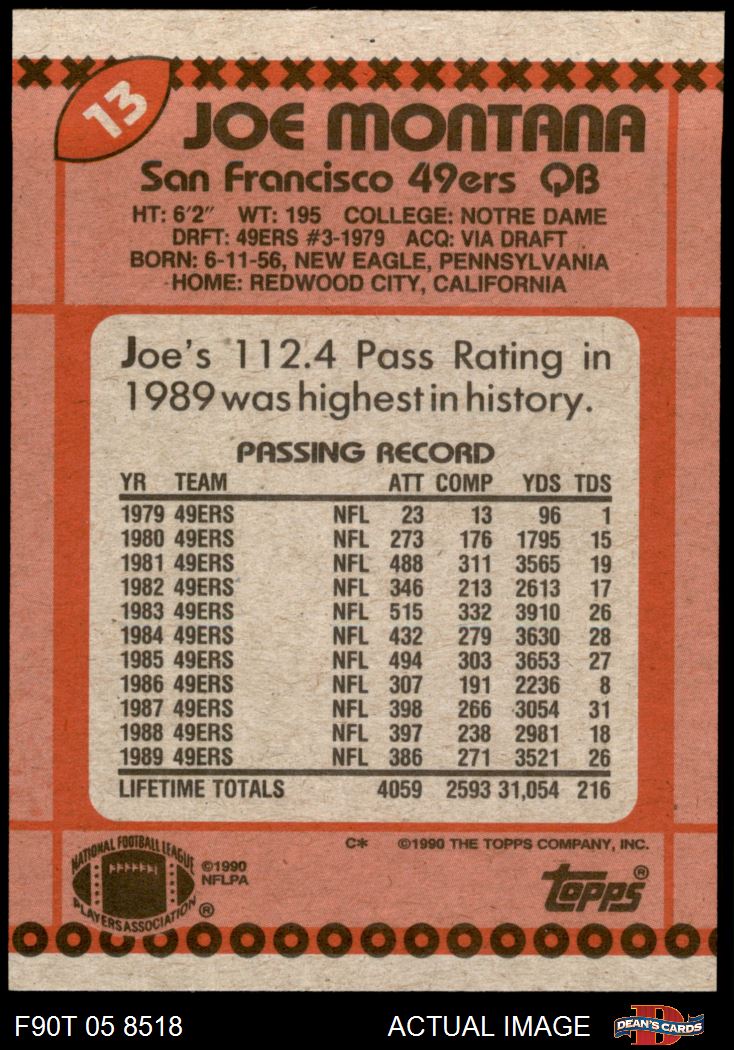 13
JOE MONTANA
San Francisco 49ers QB
HT: 6'2" WT: 195 COLLEGE: NOTRE DAME
DRFT: 49ERS #3-1979 ACQ: VIA DRAFT
BORN: 6-11-56, NEW EAGLE, PENNSYLVANIA
HOME: REDWOOD CITY, CALIFORNIA
Joe's 112.4 Pass Rating in
1989 was highest in history.
PASSING RECORD
YR TEAM ATT COMP YDS TDS
1979 49ERS NFL 23 13 96 1
1980 49ERS NFL 273 176 1795 15
1981 49ERS NFL 488 311 3565 19
1982 49ERS NFL 346 213 2613 17
1983 49ERS NFL 515 332 3910 26
1984 49ERS NFL 432 279 3630 28
1985 49ERS NFL 494 303 3653 27
1986 49ERS NFL 307 191 2236 8
1987 49ERS NFL 398 266 3054 31
1988 49ERS NFL 397 238 2981 18
1989 49ERS NFL 386 271 3521 26
LIFETIME TOTALS 4059 2593 31,054 216
C* ©1990 THE TOPPS COMPANY, INC.
NATIONAL FOOTBALL LEAGUE
PLAYERS ASSOCIATION ®
©1990
NFLPA
topps®
F90T 05 8518 ACTUAL IMAGE D
DEAN'S CARDS